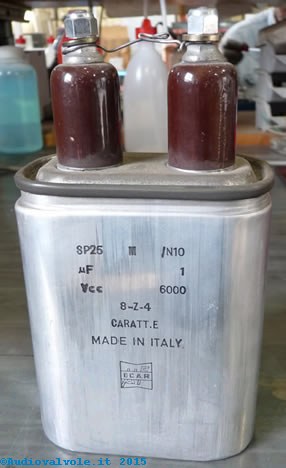 SP25 III /N10
µF 1
Vcc 6000
8-Z-4
CARATT.E
MADE IN ITALY.
©Audiovalvole.it 2015